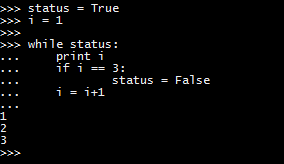 >>> status = True
>>> i = 1
>>>
>>> while status:
...     print i
...     if i == 3:
...             status = False
...     i = i+1
...
1
2
3
>>>